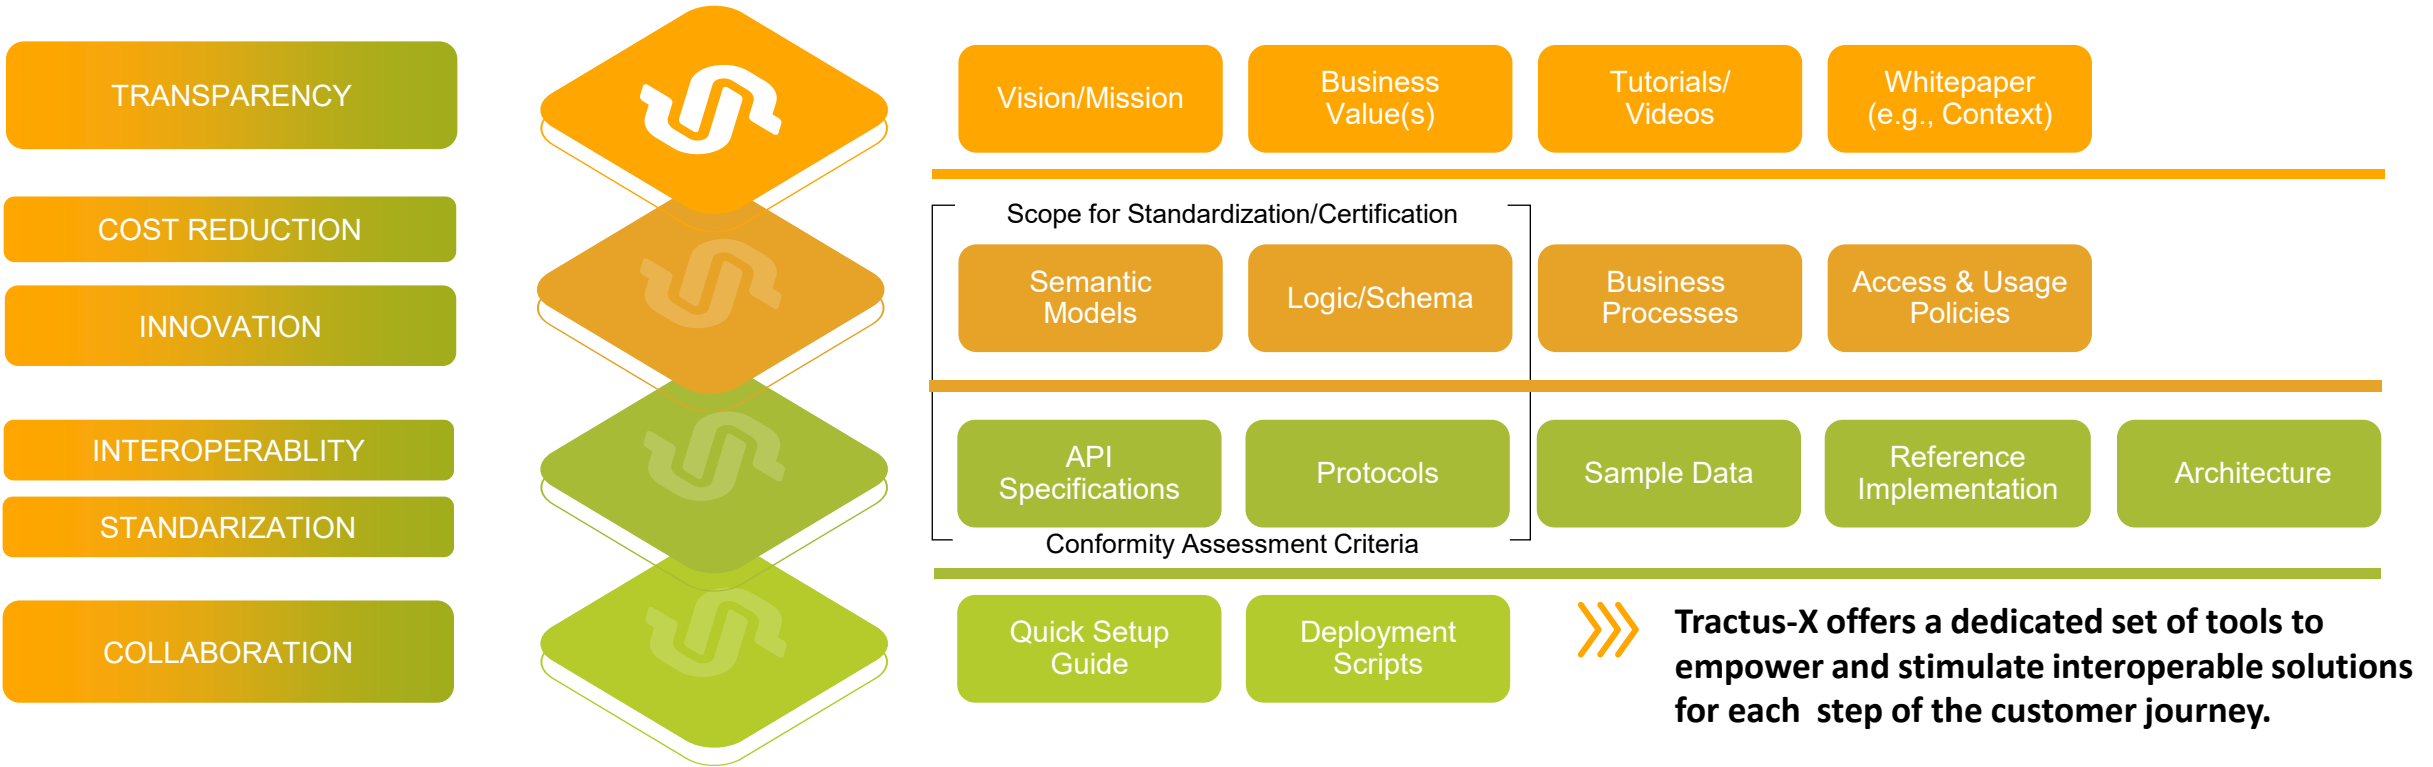 TRANSPARENCY
Vision/Mission
Business
Value(s)
Tutorials/
Videos
Whitepaper
(e.g., Context)
COST REDUCTION
INNOVATION
Scope for Standardization/Certification
Semantic
Models
Logic/Schema
Business
Processes
Access & Usage
Policies
INTEROPERABLITY
STANDARIZATION
API
Specifications
Protocols
Sample Data
Reference
Implementation
Architecture
Conformity Assessment Criteria
COLLABORATION
Quick Setup
Guide
Deployment
Scripts
Tractus-X offers a dedicated set of tools to
empower and stimulate interoperable solutions
for each  step of the customer journey.